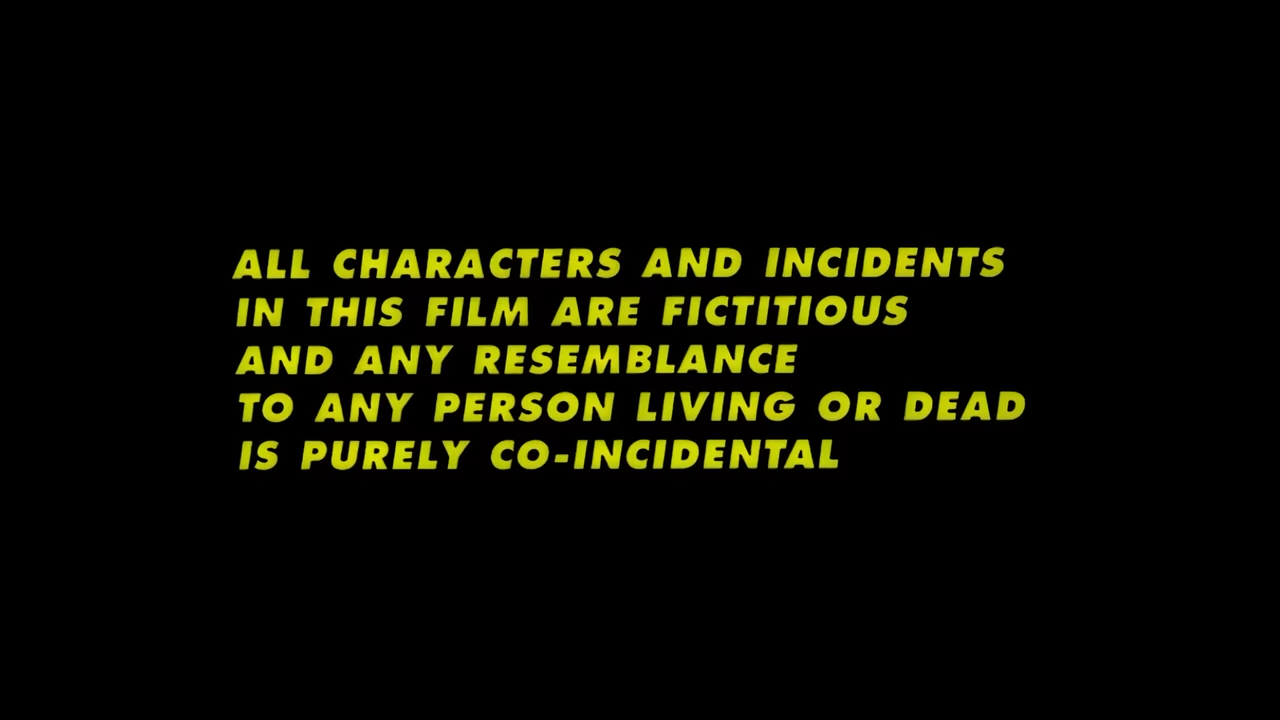 ALL CHARACTERS AND INCIDENTS
IN THIS FILM ARE FICTITIOUS
AND ANY RESEMBLANCE
TO ANY PERSON LIVING OR DEAD
IS PURELY CO-INCIDENTAL